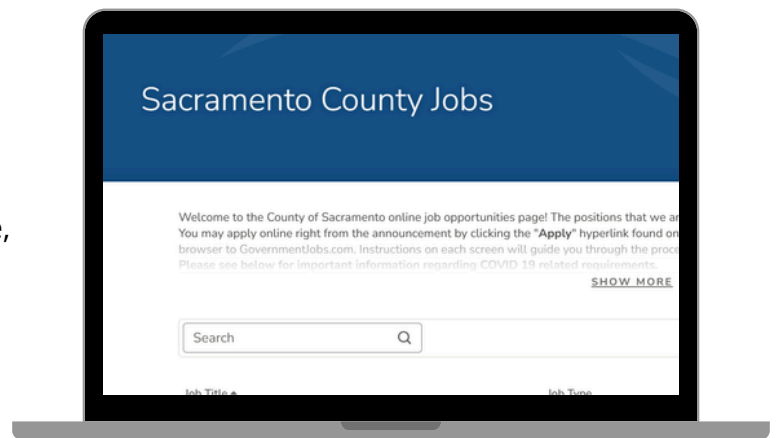 Sacramento County Jobs
Welcome to the County of Sacramento online job opportunities page! The positions that we
You may apply online right from the announcement by clicking the "Apply" hyperlink found on
e,
browser to GovernmentJobs.com. Instructions on each screen will guide you through the
Please see below for important information regarding COVID 19 related requirements.
SHOW MORE
Search
Job Title
Job Type